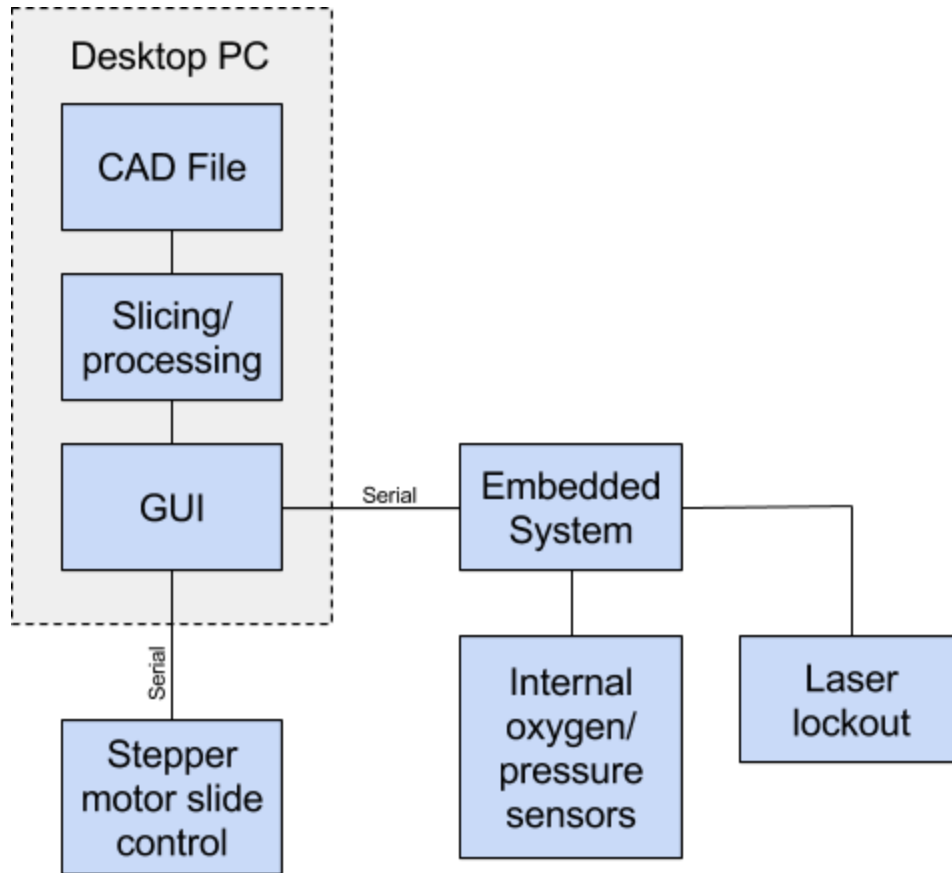 Desktop PC
CAD File
Slicing/
processing
GUI
Serial
Embedded
System
Serial
Stepper
motor slide
control
Internal
oxygen/
pressure
sensors
Laser
lockout